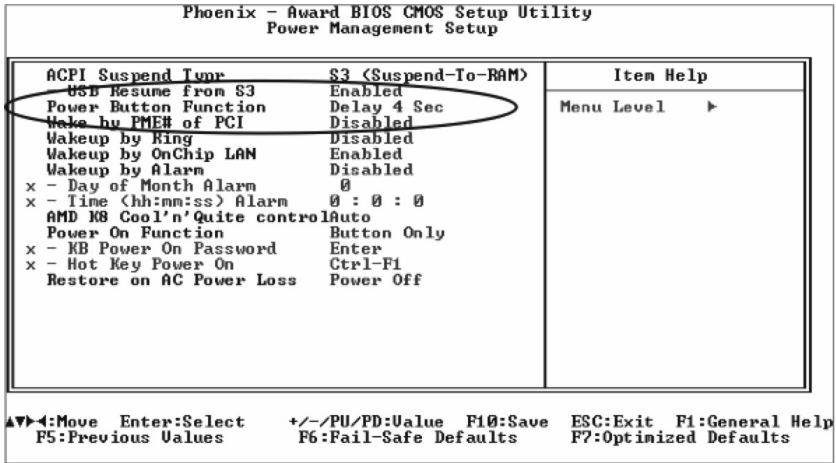 Phoenix - Award BIOS CMOS Setup Utility
Power Management Setup
ACPI Suspend Typr S3 (Suspend-To-RAM)
- USB Resume from S3 Enabled
Power Button Function Delay 4 Sec
Wake by PME# of PCI Disabled
Wakeup by Ring Disabled
Wakeup by OnChip LAN Enabled
Wakeup by Alarm Disabled
x - Day of Month Alarm 0
x - Time (hh:mm:ss) Alarm 0 : 0 : 0
AMD K8 Cool'n'Quite controlAuto
Power On Function Button Only
x - KB Power On Password Enter
x - Hot Key Power On Ctrl-F1
Restore on AC Power Loss Power Off
Item Help
Menu Level ►
▲▼►◄:Move Enter:Select +/-/PU/PD:Value F10:Save ESC:Exit F1:General Help
F5:Previous Values F6:Fail-Safe Defaults F7:Optimized Defaults